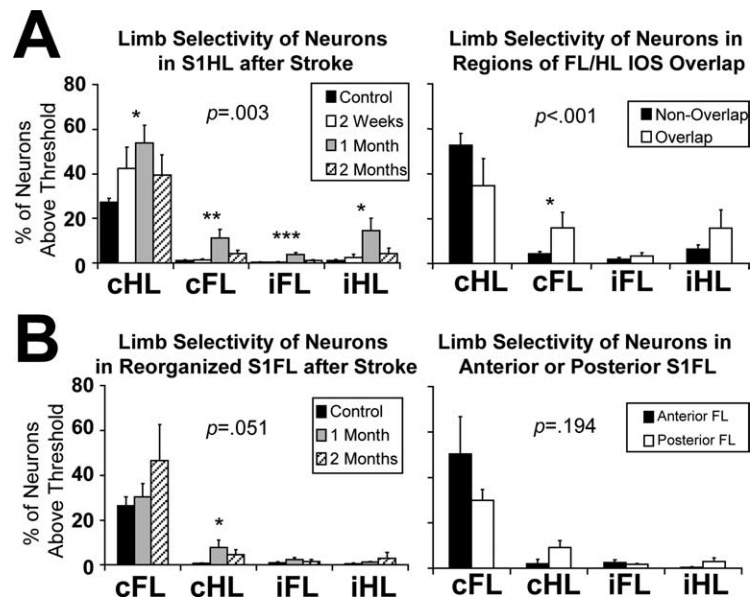 A
Limb Selectivity of Neurons
in S1HL after Stroke
% of Neurons
Above Threshold
80
60
40
20
0
*
p=.003
Control
2 Weeks
1 Month
2 Months
**
***
*
cHL cFL iFL iHL
Limb Selectivity of Neurons in
Regions of FL/HL IOS Overlap
p<.001
Non-Overlap
Overlap
*
cHL cFL iFL iHL
B
Limb Selectivity of Neurons
in Reorganized S1FL after Stroke
% of Neurons
Above Threshold
80
60
40
20
0
p=.051
Control
1 Month
2 Months
*
cFL cHL iFL iHL
Limb Selectivity of Neurons in
Anterior or Posterior S1FL
p=.194
Anterior FL
Posterior FL
cFL cHL iFL iHL